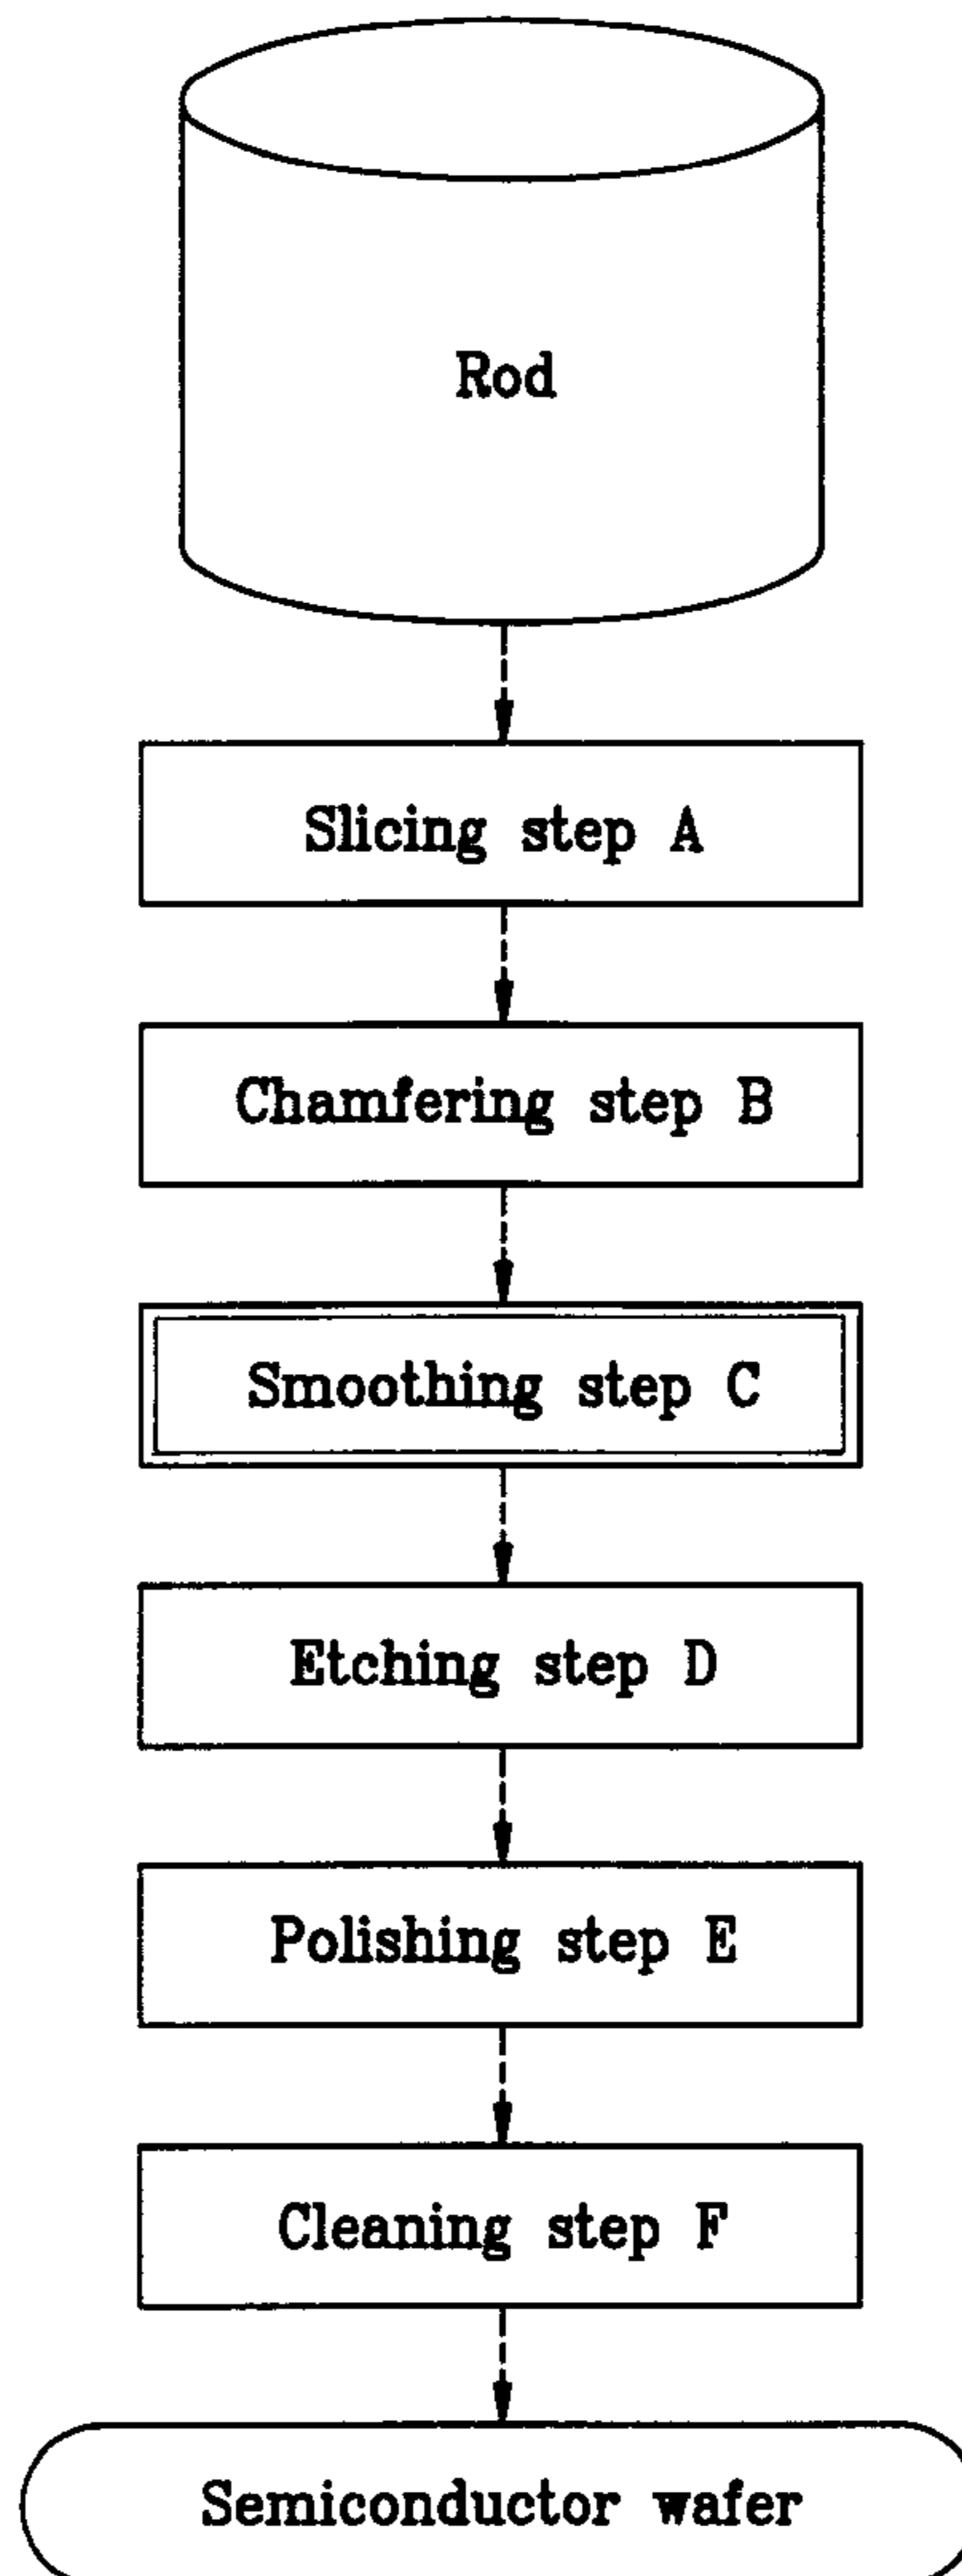 Rod
Slicing step A
Chamfering step B
Smoothing step C
Etching step D
Polishing step E
Cleaning step F
Semiconductor wafer